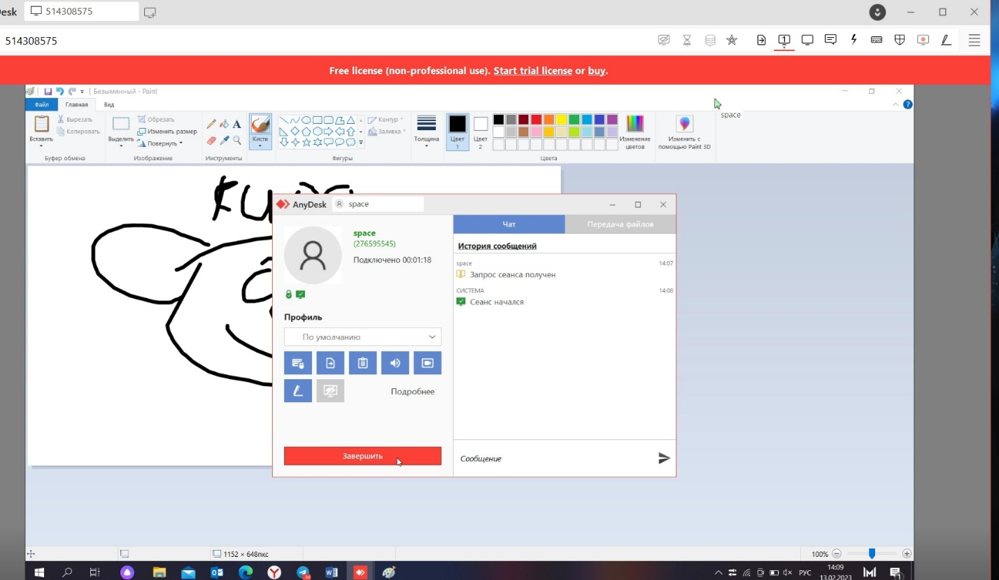 esk 514308575
514308575
Free license (non-professional use). Start trial license or buy.
Безымянный - Paint
Файл Главная Вид
space
Вставить
Вырезать
Копировать
Буфер обмена
Выделить
Обрезать
Изменить размер
Повернуть
Изображение
Инструменты
Кисти
Контур
Заливка
Фигуры
Толщина
Цвет 1
Цвет 2
Изменение цветов
Цвета
Изменить с помощью Paint 3D
AnyDesk space
space
(276595545)
Подключено 00:01:18
Профиль
По умолчанию
Подробнее
Завершить
Чат Передача файлов
История сообщений
space 14:07
Запрос сеанса получен
СИСТЕМА 14:08
Сеанс начался
Сообщение
1152 × 648пкс
100%
РУС
14:09
13.02.2023